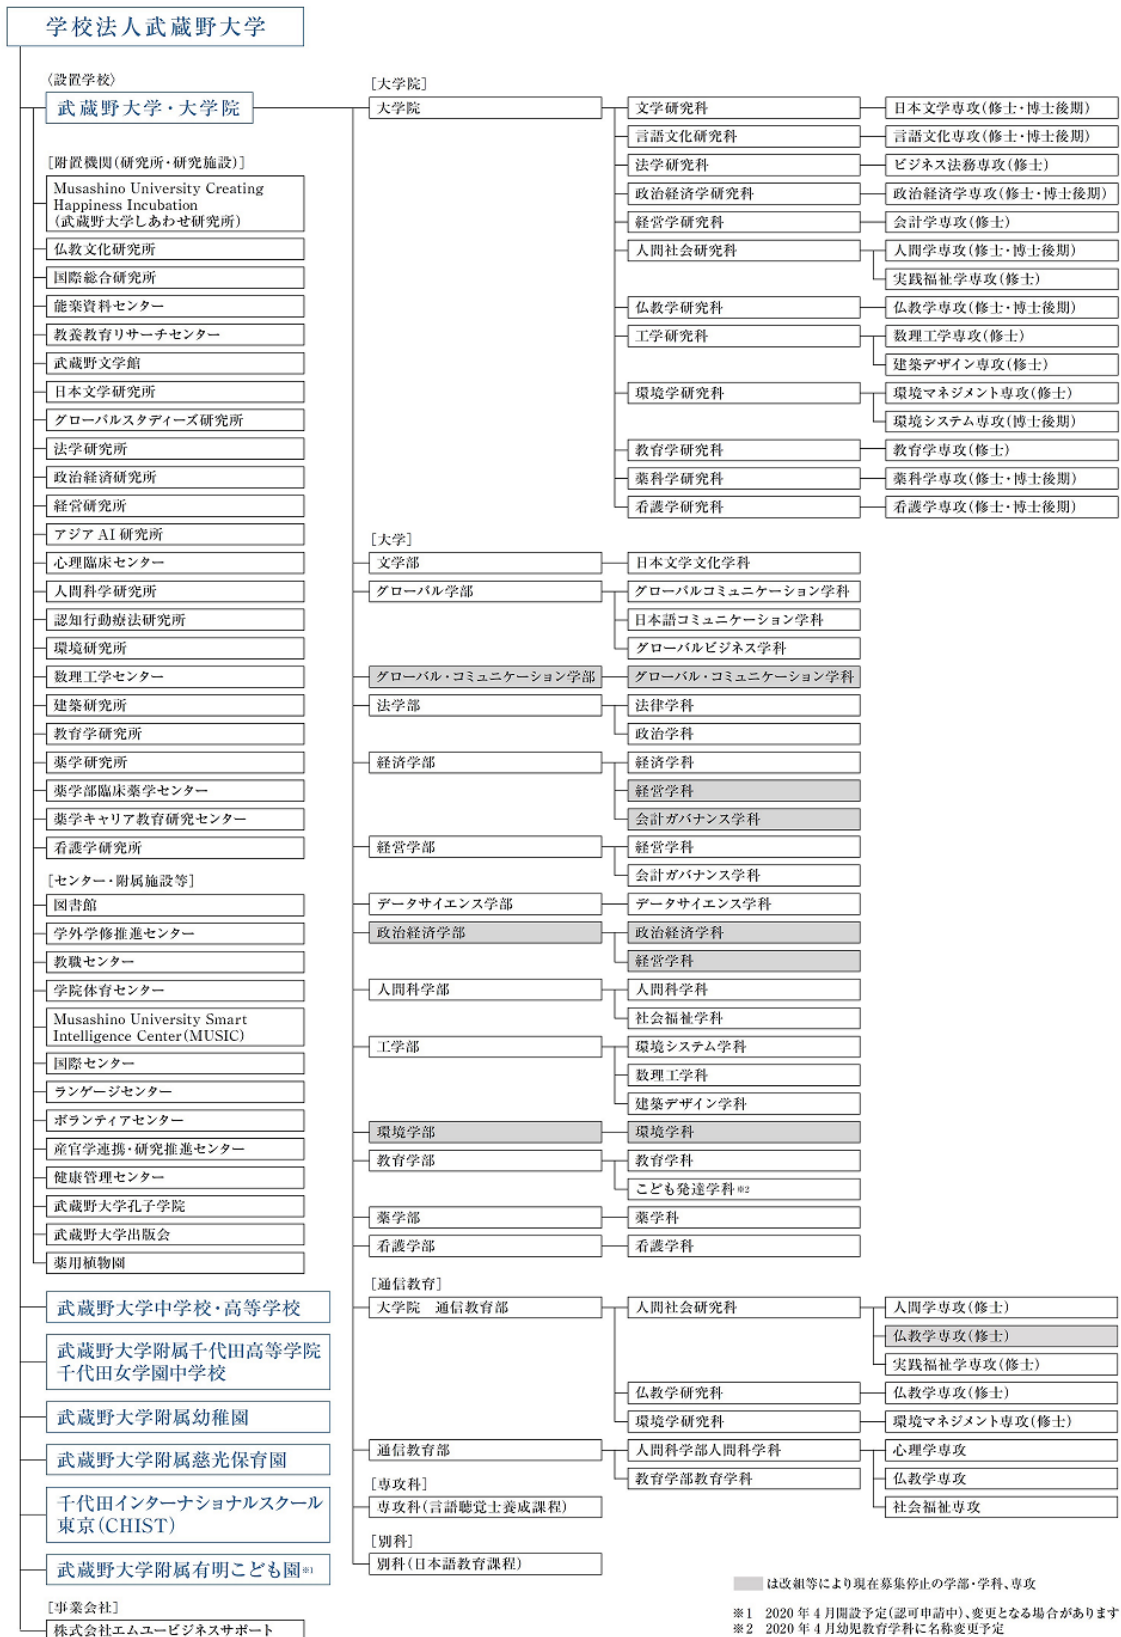 学校法人武蔵野大学
〈設置学校〉
武蔵野大学・大学院
[附置機関(研究所・研究施設)]
Musashino University Creating
Happiness Incubation
(武蔵野大学しあわせ研究所)
仏教文化研究所
国際総合研究所
能楽資料センター
教養教育リサーチセンター
武蔵野文学館
日本文学研究所
グローバルスタディーズ研究所
法学研究所
政治経済研究所
経営研究所
アジア AI 研究所
心理臨床センター
人間科学研究所
認知行動療法研究所
環境研究所
数理工学センター
建築研究所
教育学研究所
薬学研究所
薬学部臨床薬学センター
薬学キャリア教育研究センター
看護学研究所
[センター・附属施設等]
図書館
学外学修推進センター
教職センター
学院体育センター
Musashino University Smart
Intelligence Center(MUSIC)
国際センター
ランゲージセンター
ボランティアセンター
産官学連携・研究推進センター
健康管理センター
武蔵野大学孔子学院
武蔵野大学出版会
薬用植物園
武蔵野大学中学校・高等学校
武蔵野大学附属千代田高等学院
千代田女学園中学校
武蔵野大学附属幼稚園
武蔵野大学附属慈光保育園
千代田インターナショナルスクール
東京(CHIST)
武蔵野大学附属有明こども園※1
[事業会社]
株式会社エムユービジネスサポート
[大学院]
大学院
文学研究科
日本文学専攻(修士・博士後期)
言語文化研究科
言語文化専攻(修士・博士後期)
法学研究科
ビジネス法務専攻(修士)
政治経済学研究科
政治経済学専攻(修士・博士後期)
経営学研究科
会計学専攻(修士)
人間社会研究科
人間学専攻(修士・博士後期)
実践福祉学専攻(修士)
仏教学研究科
仏教学専攻(修士・博士後期)
工学研究科
数理工学専攻(修士)
建築デザイン専攻(修士)
環境学研究科
環境マネジメント専攻(修士)
環境システム専攻(博士後期)
教育学研究科
教育学専攻(修士)
薬科学研究科
薬科学専攻(修士・博士後期)
看護学研究科
看護学専攻(修士・博士後期)
[大学]
文学部
日本文学文化学科
グローバル学部
グローバルコミュニケーション学科
日本語コミュニケーション学科
グローバルビジネス学科
グローバル・コミュニケーション学部
グローバル・コミュニケーション学科
法学部
法律学科
政治学科
経済学部
経済学科
経営学科
会計ガバナンス学科
経営学部
経営学科
会計ガバナンス学科
データサイエンス学部
データサイエンス学科
政治経済学部
政治経済学科
経営学科
人間科学部
人間科学科
社会福祉学科
工学部
環境システム学科
数理工学科
建築デザイン学科
環境学部
環境学科
教育学部
教育学科
こども発達学科※2
薬学部
薬学科
看護学部
看護学科
[通信教育]
大学院 通信教育部
人間社会研究科
人間学専攻(修士)
仏教学専攻(修士)
実践福祉学専攻(修士)
仏教学研究科
仏教学専攻(修士)
環境学研究科
環境マネジメント専攻(修士)
通信教育部
人間科学部人間科学科
心理学専攻
仏教学専攻
社会福祉専攻
教育学部教育学科
[専攻科]
専攻科(言語聴覚士養成課程)
[別科]
別科(日本語教育課程)
は改組等により現在募集停止の学部・学科、専攻
※1 2020 年 4 月開設予定(認可申請中)、変更となる場合があります
※2 2020 年 4 月幼児教育学科に名称変更予定